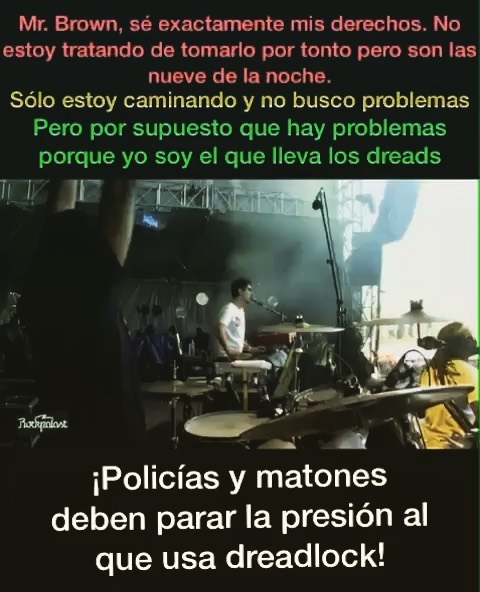 Mr. Brown, sé exactamente mis derechos. No
estoy tratando de tomarlo por tonto pero son las
nueve de la noche.
Sólo estoy caminando y no busco problemas
Pero por supuesto que hay problemas
porque yo soy el que lleva los dreads
Rockpalast
¡Policías y matones
deben parar la presión al
que usa dreadlock!